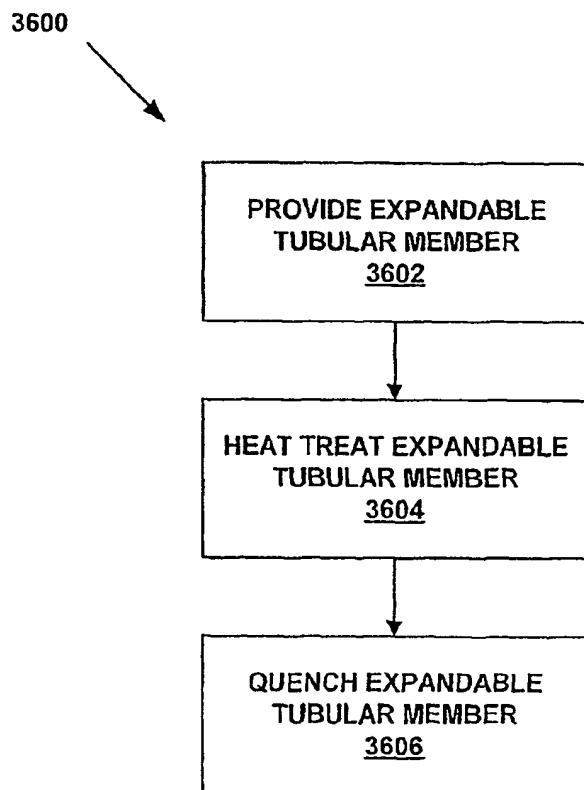 3600
PROVIDE EXPANDABLE
TUBULAR MEMBER
3602
HEAT TREAT EXPANDABLE
TUBULAR MEMBER
3604
QUENCH EXPANDABLE
TUBULAR MEMBER
3606